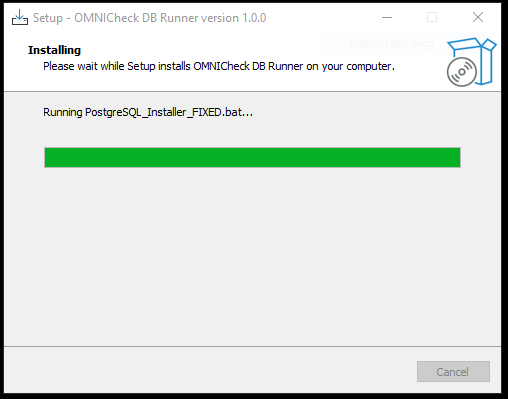 Setup - OMNICheck DB Runner version 1.0.0
Full-screen Snip
Installing
Please wait while Setup installs OMNICheck DB Runner on your computer.
Running PostgreSQL_Installer_FIXED.bat...
Cancel